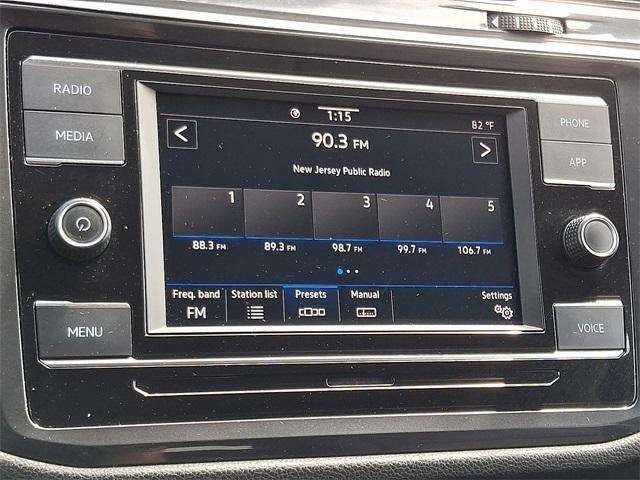 RADIO
MEDIA
MENU
1:15
82 °F
90.3 FM
New Jersey Public Radio
1 2 3 4 5
88.3 FM 89.3 FM 98.7 FM 99.7 FM 106.7 FM
Freq. band Station list Presets Manual Settings
FM
PHONE
APP
VOICE